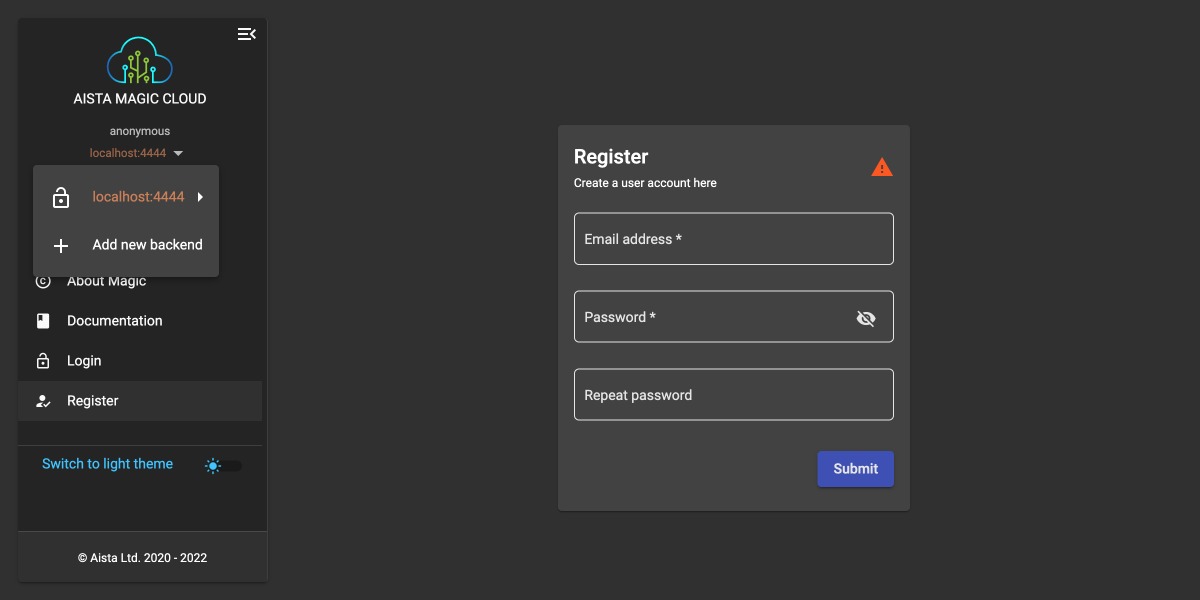 AISTA MAGIC CLOUD
anonymous
localhost:4444
localhost:4444
Add new backend
About Magic
Documentation
Login
Register
Switch to light theme
© Aista Ltd. 2020 - 2022
Register
Create a user account here
Email address *
Password *
Repeat password
Submit